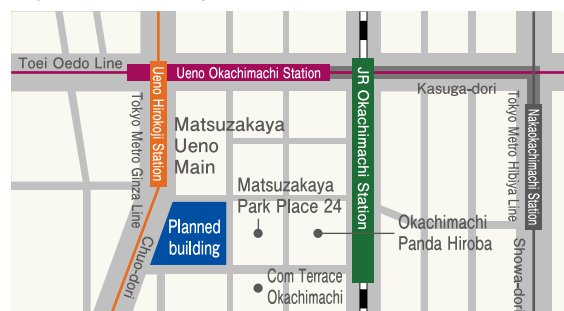 Toei Oedo Line
Ueno Okachimachi Station
Kasuga-dori
Ueno Hirokoji Station
Tokyo Metro Ginza Line
JR Okachimachi Station
Tokyo Metro Hibiya Line
Nakaokachimachi Station
Matsuzakaya
Ueno
Main
Matsuzakaya
Park Place 24
Planned
building
Okachimachi
Panda Hiroba
Chuo-dori
Com Terrace
Okachimachi
Showa-dori